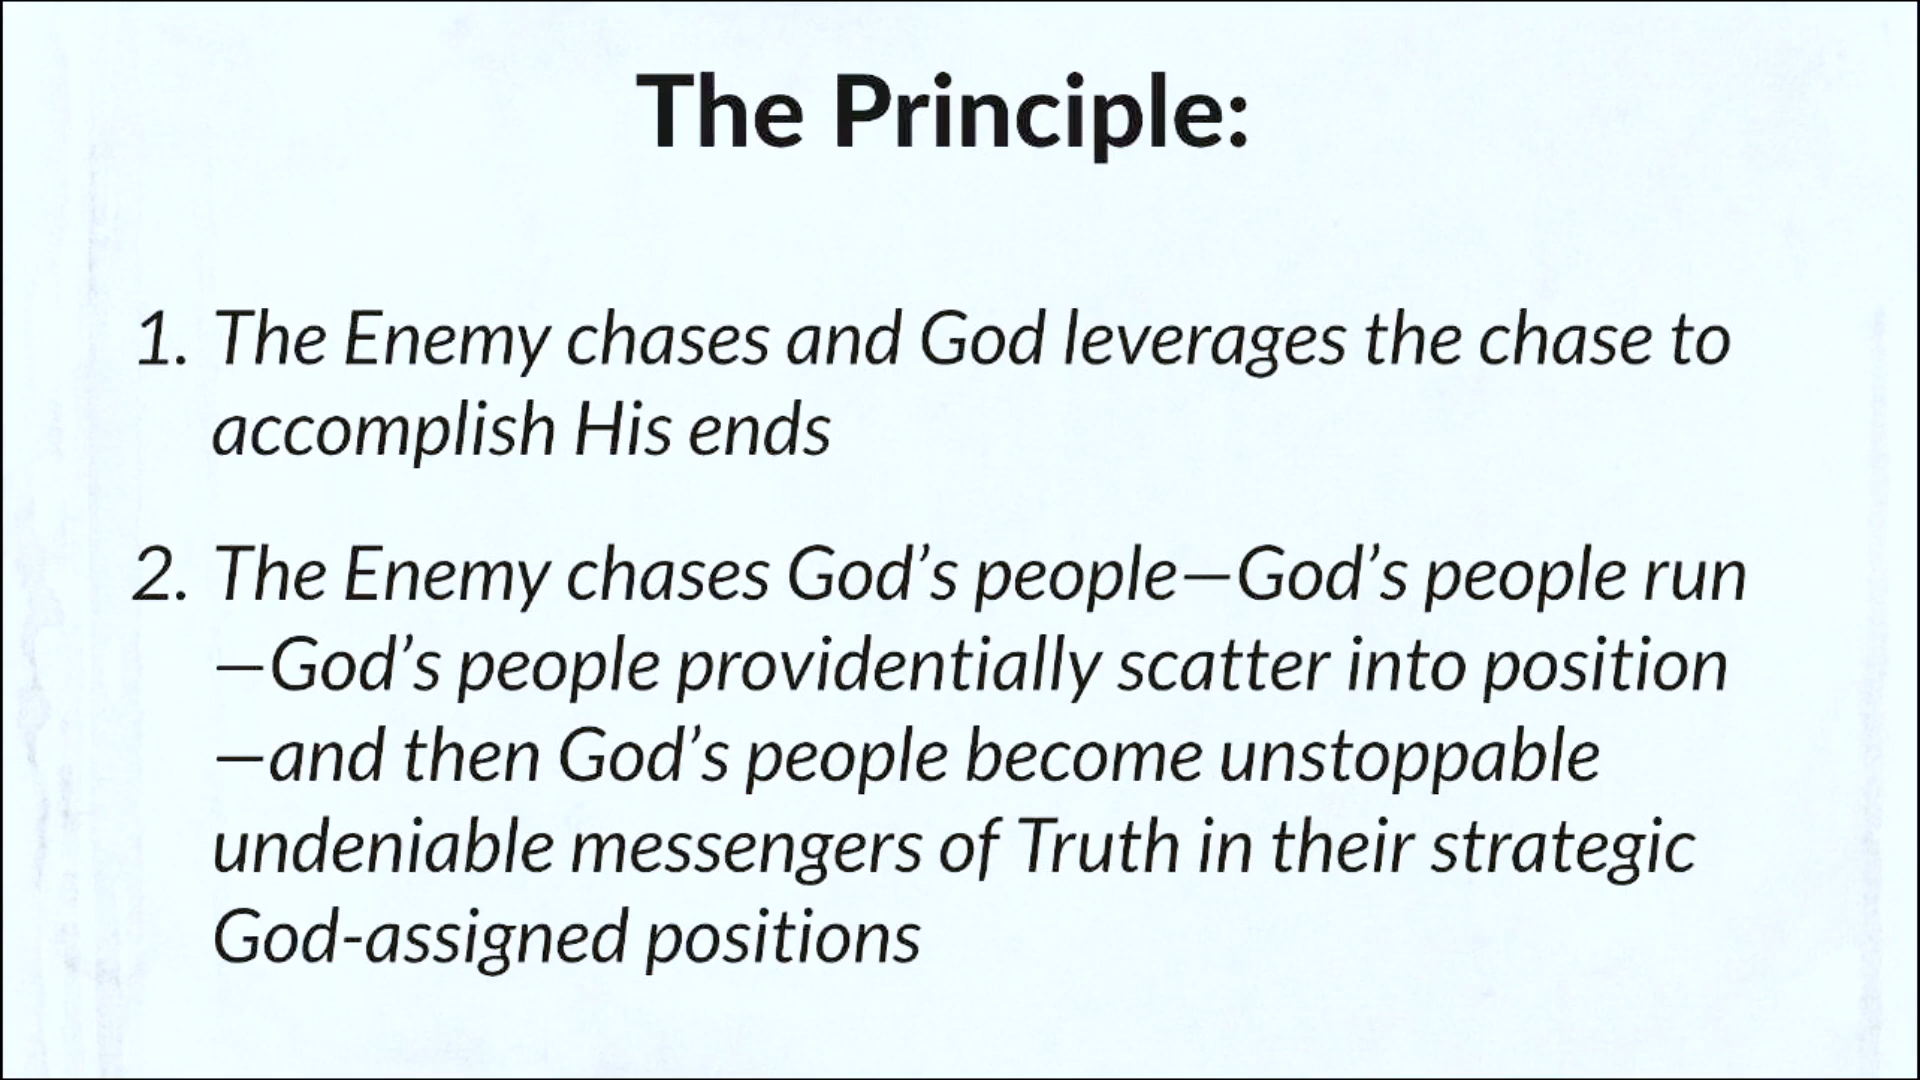 The Principle:
1. The Enemy chases and God leverages the chase to
accomplish His ends
2. The Enemy chases God’s people—God’s people run
—God’s people providentially scatter into position
—and then God’s people become unstoppable
undeniable messengers of Truth in their strategic
God-assigned positions